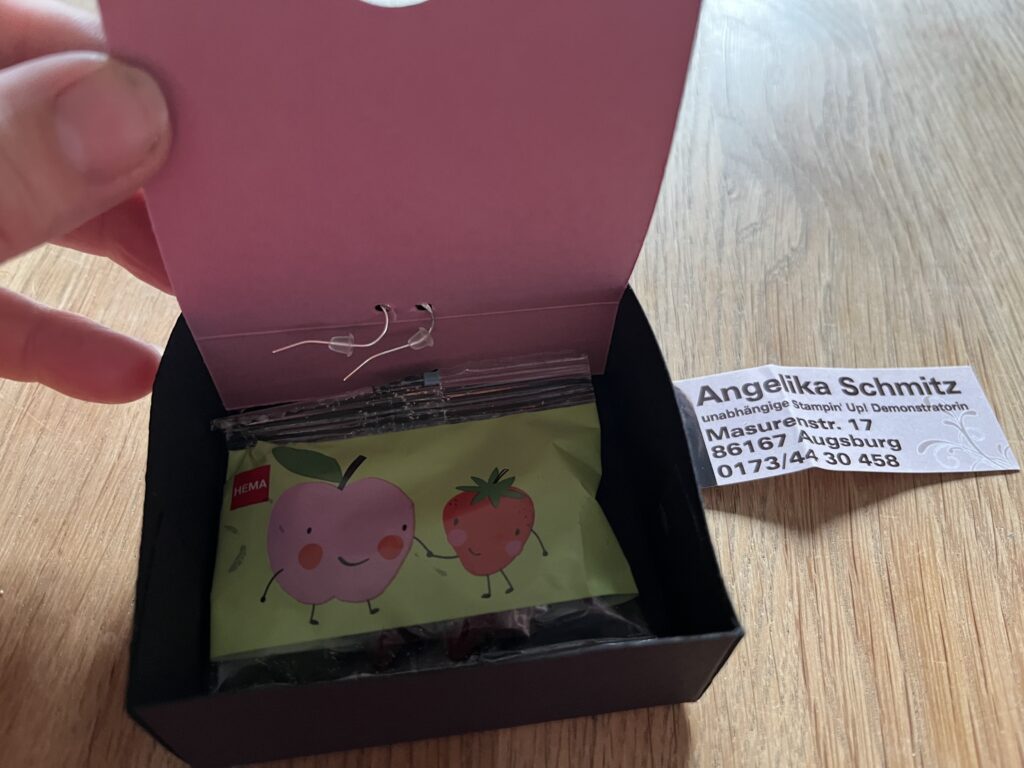 HEMA
Angelika Schmitz
unabhängige Stampin' Up! Demonstratorin
Masurenstr. 17
86167 Augsburg
0173/44 30 458